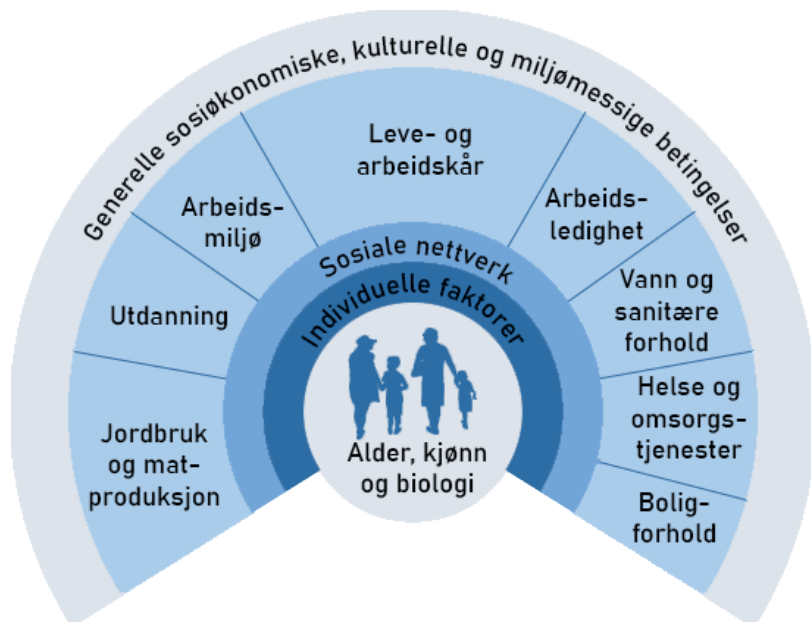 Generelle sosiøkonomiske, kulturelle og miljømessige betingelser
Leve- og
arbeidskår
Arbeids-
miljø
Arbeids-
ledighet
Utdanning
Vann og
sanitære
forhold
Jordbruk
og mat-
produksjon
Helse og
omsorgs-
tjenester
Bolig-
forhold
Sosiale nettverk
Individuelle faktorer
Alder, kjønn
og biologi